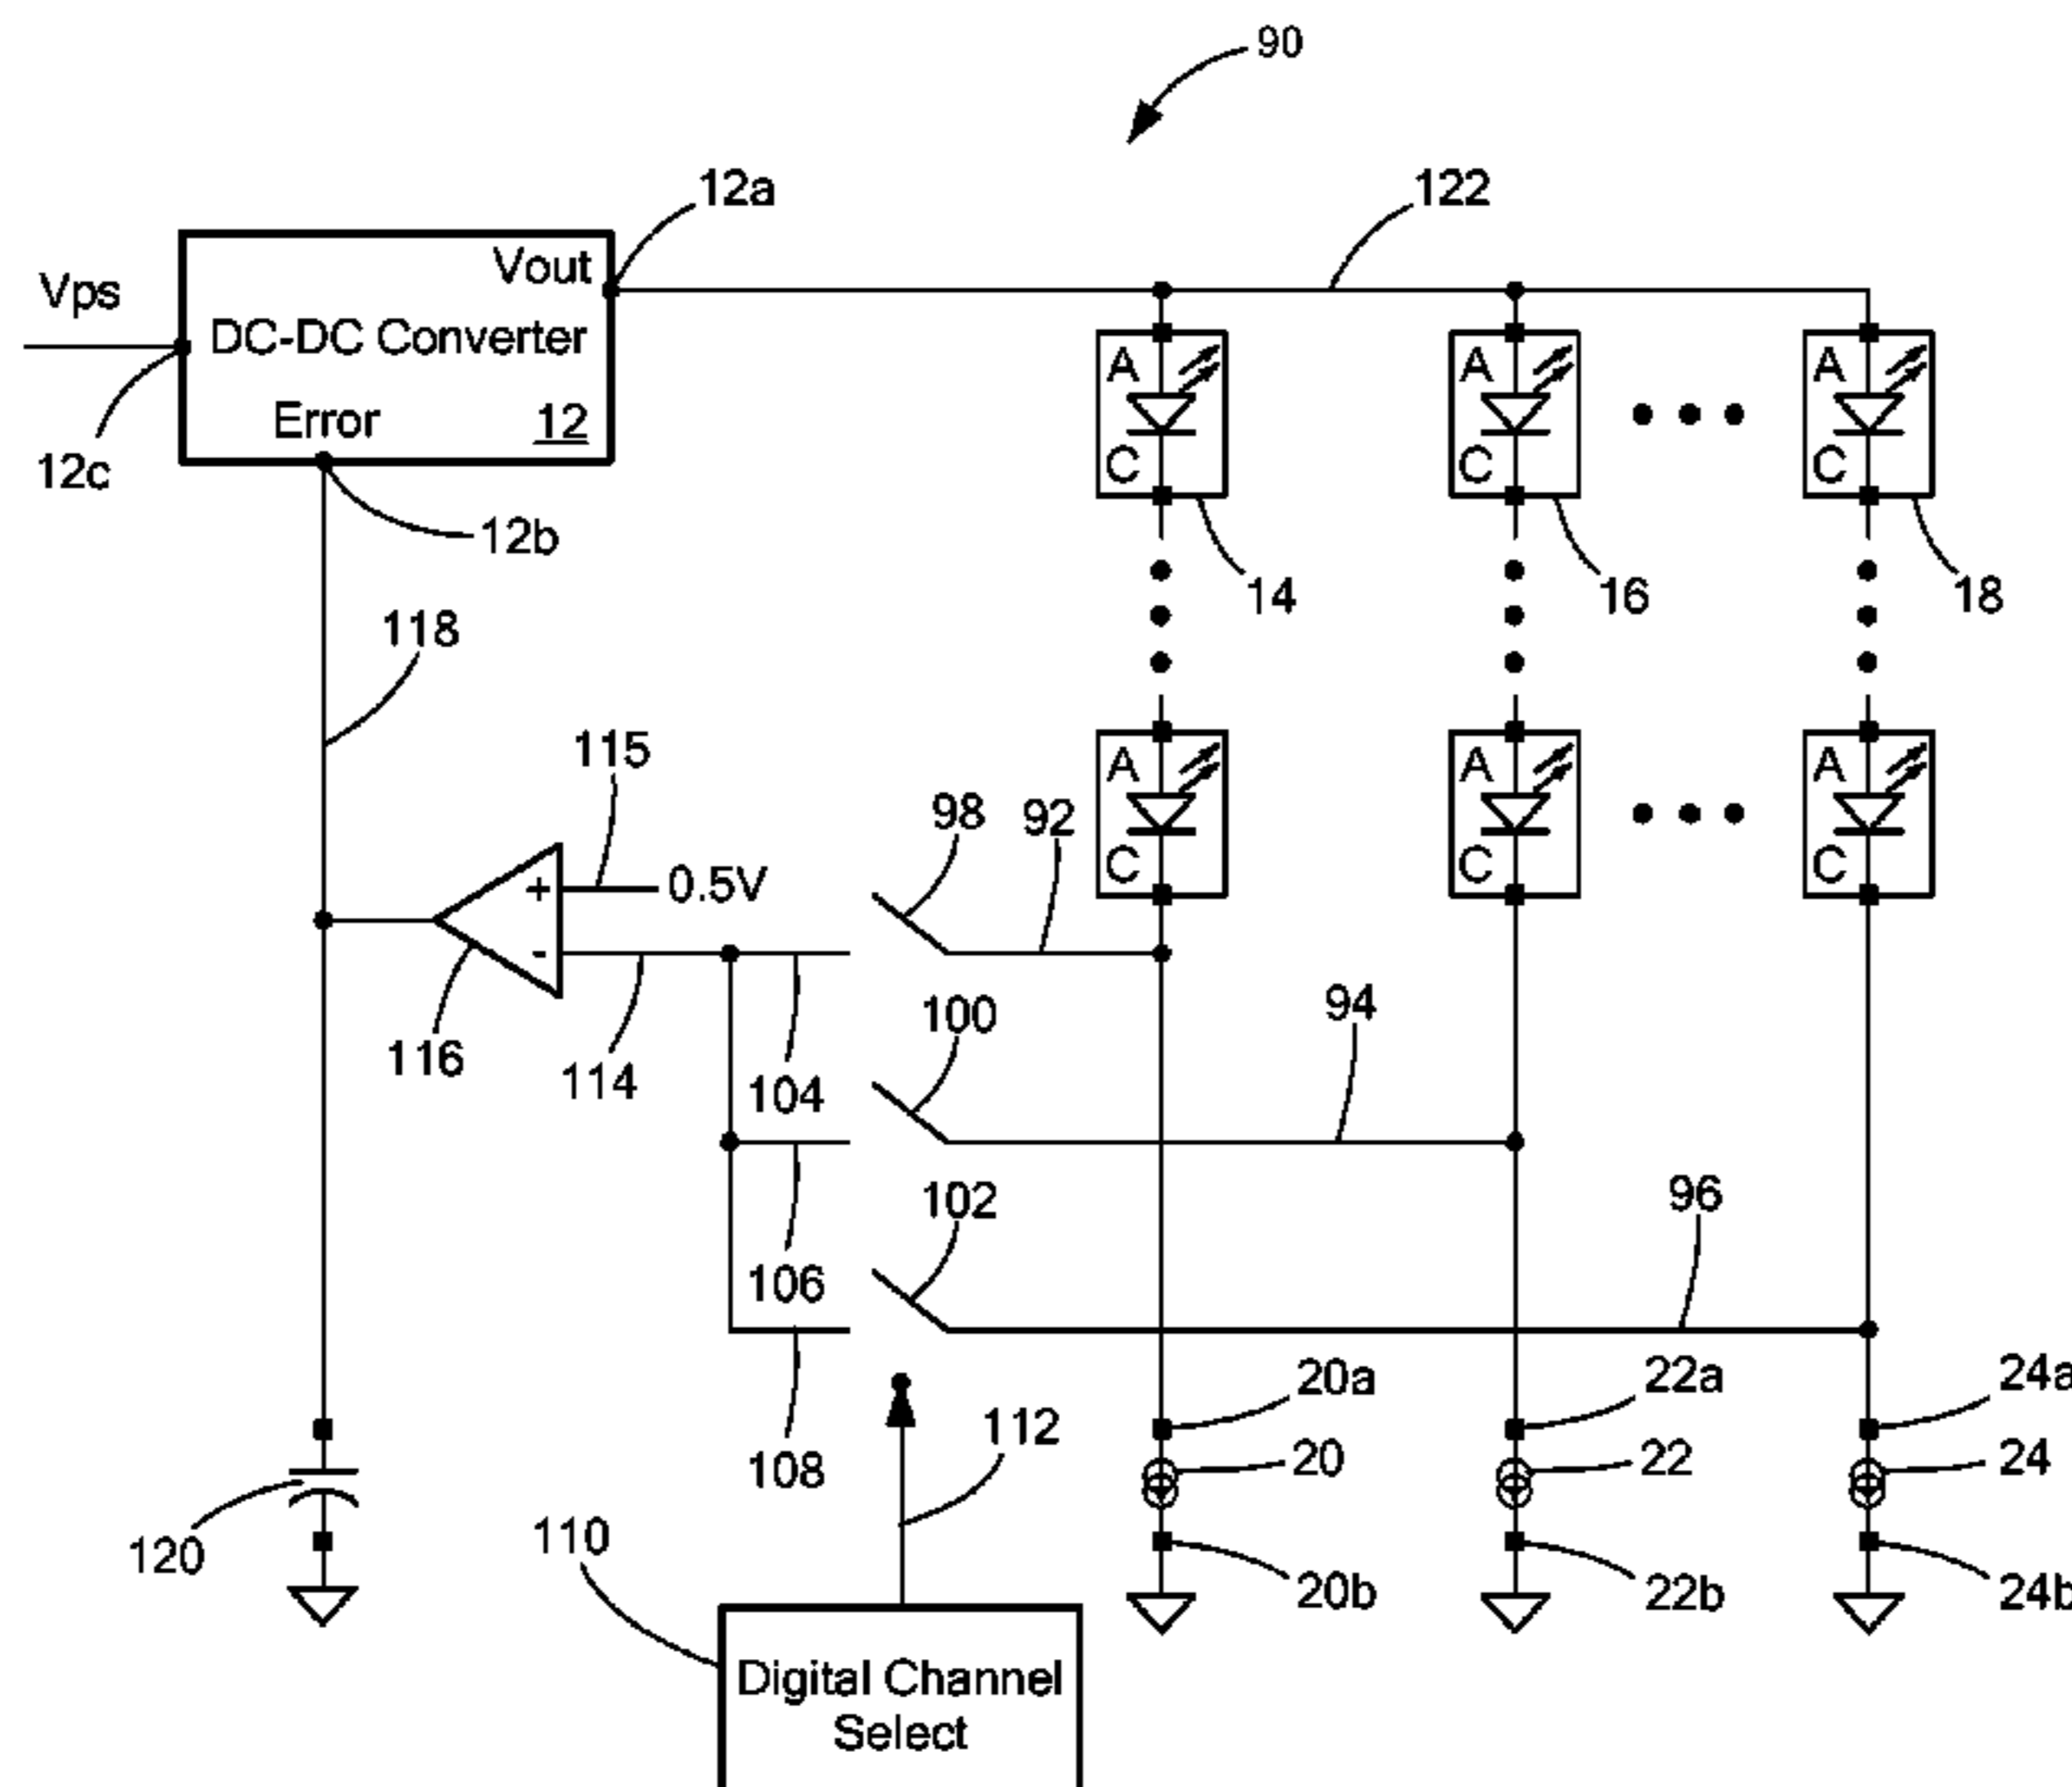 90
12a
122
Vps
Vout
DC-DC Converter
Error
12
12c
12b
A
C
A
C
A
C
14
16
18
118
115
0.5V
98
92
A
C
A
C
A
C
+
-
116
114
104
100
94
106
102
96
108
112
20a
22a
24a
20
22
24
120
110
20b
22b
24b
Digital Channel
Select